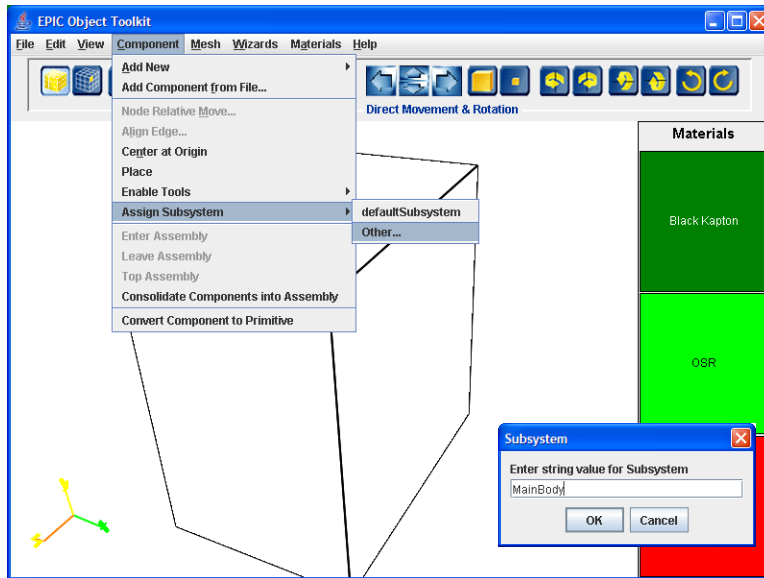 EPIC Object Toolkit
File Edit View Component Mesh Wizards Materials Help
Add New
Add Component from File...
Node Relative Move...
Align Edge...
Center at Origin
Place
Enable Tools
Assign Subsystem
Enter Assembly
Leave Assembly
Top Assembly
Consolidate Components into Assembly
Convert Component to Primitive
defaultSubsystem
Other...
Direct Movement & Rotation
Materials
Black Kapton
OSR
Subsystem
Enter string value for Subsystem
MainBody
OK Cancel